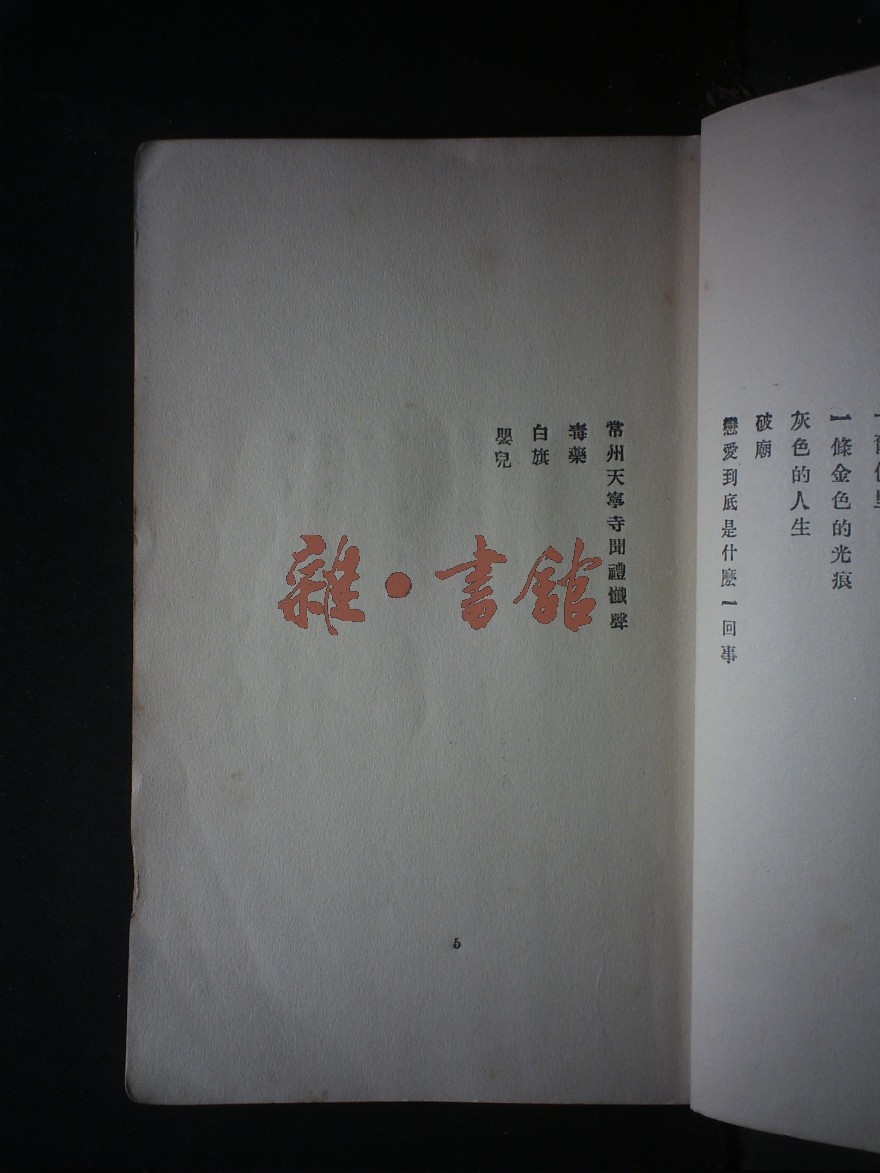 一條金色的光痕
灰色的人生
破廟
戀愛到底是什麼一回事
常州天寧寺聞禮懺聲
毒藥
白旗
嬰兒
雜·書館
5